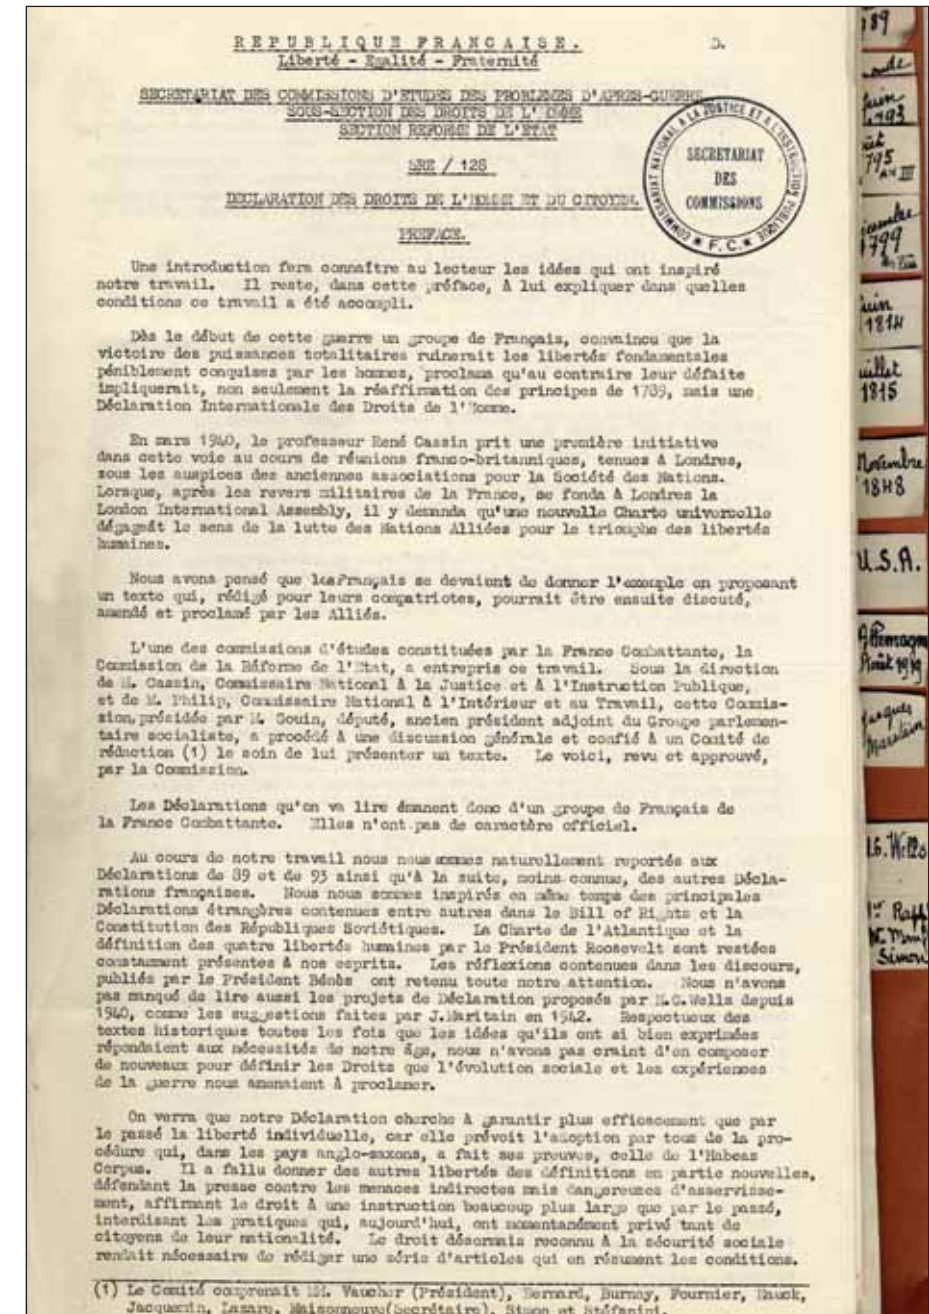 REPUBLIQUE FRANCAISE.
D.
Liberté - Egalité - Fraternité
SECRETARIAT DES COMMISSIONS D'ETUDES DES PROBLEMES D'APRES-GUERRE
SOUS-SECTION DES DROITS DE L'HOMME
SECTION REFORME DE L'ETAT
/ 128
DECLARATION DES DROITS DE L'HOMME ET DU CITOYEN.
COMMISSARIAT NATIONAL A LA JUSTICE ET A L'INSTRUCTION PUBLIQUE
SECRETARIAT
DES
COMMISSIONS
★ F.C. ★
PREFACE.
Une introduction fera connaître au lecteur les idées qui ont inspiré
notre travail. Il reste, dans cette préface, à lui expliquer dans quelles
conditions ce travail a été accompli.
Dès le début de cette guerre un groupe de Français, convaincu que la
victoire des puissances totalitaires ruinerait les libertés fondamentales
péniblement conquises par les hommes, proclama qu'au contraire leur défaite
impliquerait, non seulement la réaffirmation des principes de 1789, mais une
Déclaration Internationale des Droits de l'Homme.
En mars 1940, le professeur René Cassin prit une première initiative
dans cette voie au cours de réunions franco-britanniques, tenues à Londres,
sous les auspices des anciennes associations pour la Société des Nations.
Lorsque, après les revers militaires de la France, se fonda à Londres la
London International Assembly, il y demanda qu'une nouvelle Charte universelle
dégageât le sens de la lutte des Nations Alliées pour le triomphe des libertés
humaines.
Nous avons pensé que les Français se devaient de donner l'exemple en proposant
un texte qui, rédigé pour leurs compatriotes, pourrait être ensuite discuté,
amendé et proclamé par les Alliés.
L'une des commissions d'études constituées par la France Combattante, la
Commission de la Réforme de l'Etat, a entrepris ce travail. Sous la direction
de M. Cassin, Commissaire National à la Justice et à l'Instruction Publique,
et de M. Philip, Commissaire National à l'Intérieur et au Travail, cette Commis-
sion, présidée par M. Gouin, député, ancien président adjoint du Groupe parlemen-
taire socialiste, a procédé à une discussion générale et confié à un Comité de
rédaction (1) le soin de lui présenter un texte. Le voici, revu et approuvé,
par la Commission.
Les Déclarations qu'on va lire émanent donc d'un groupe de Français de
la France Combattante. Elles n'ont pas de caractère officiel.
Au cours de notre travail nous nous sommes naturellement reportés aux
Déclarations de 89 et de 93 ainsi qu'à la suite, moins connue, des autres Décla-
rations françaises. Nous nous sommes inspirés en même temps des principales
Déclarations étrangères contenues entre autres dans le Bill of Rights et la
Constitution des Républiques Soviétiques. La Charte de l'Atlantique et la
définition des quatre libertés humaines par le Président Roosevelt sont restées
constamment présentes à nos esprits. Les réflexions contenues dans les discours,
publiés par le Président Bénès ont retenu toute notre attention. Nous n'avons
pas manqué de lire aussi les projets de Déclaration proposés par H.G.Wells depuis
1940, comme les suggestions faites par J.Maritain en 1942. Respectueux des
textes historiques toutes les fois que les idées qu'ils ont si bien exprimées
répondaient aux nécessités de notre âge, nous n'avons pas craint d'en composer
de nouveaux pour définir les Droits que l'évolution sociale et les expériences
de la guerre nous amenaient à proclamer.
On verra que notre Déclaration cherche à garantir plus efficacement que par
le passé la liberté individuelle, car elle prévoit l'adoption par tous de la pro-
cédure qui, dans les pays anglo-saxons, a fait ses preuves, celle de l'Habeas
Corpus. Il a fallu donner des autres libertés des définitions en partie nouvelles,
défendant la presse contre les menaces indirectes mais dangereuses d'asservisse-
ment, affirmant le droit à une instruction beaucoup plus large que par le passé,
interdisant les pratiques qui, aujourd'hui, ont momentanément privé tant de
citoyens de leur nationalité. Le droit désormais reconnu à la sécurité sociale
rendait nécessaire de rédiger une série d'articles qui en résument les conditions.
(1) Le Comité comprenait MM. Vaucher (Président), Bernard, Burnay, Fournier, Hauck,
Jacquemin, Lazare, Maisonneuve(Secrétaire), Simon et Stéfanini.
89
juin
1793
795
AN III
1799
juin
1814
juillet
1815
Novembre
1848
U.S.A.
Allemagne
Août 1919
Jacques
Maritain
.G. Wells
Simon